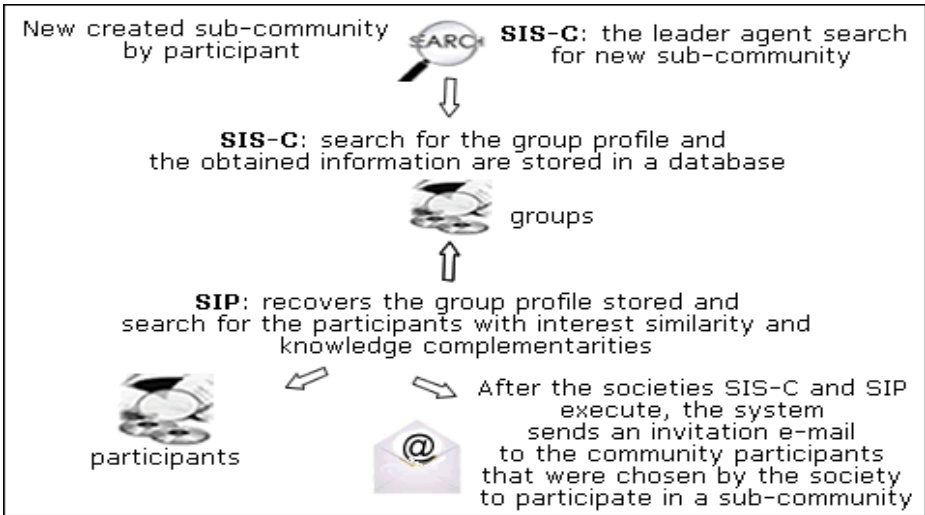 New created sub-community
by participant
SEARCH
SIS-C: the leader agent search
for new sub-community
SIS-C: search for the group profile and
the obtained information are stored in a database
groups
SIP: recovers the group profile stored and
search for the participants with interest similarity and
knowledge complementarities
participants
@
After the societies SIS-C and SIP
execute, the system
sends an invitation e-mail
to the community participants
that were chosen by the society
to participate in a sub-community